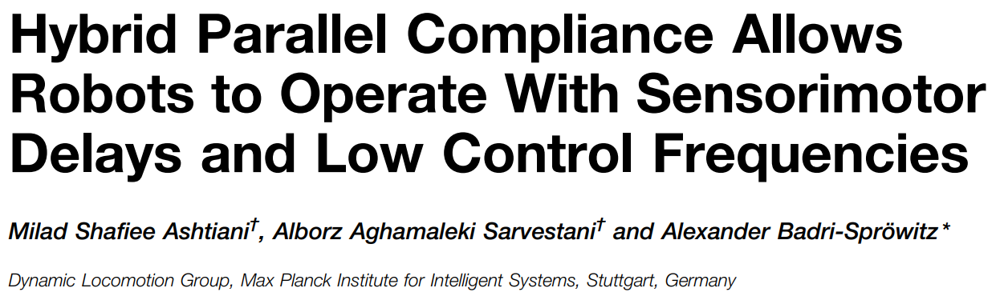 Hybrid Parallel Compliance Allows
Robots to Operate With Sensorimotor
Delays and Low Control Frequencies
Milad Shafiee Ashtiani†, Alborz Aghamaleki Sarvestani† and Alexander Badri-Spröwitz*
Dynamic Locomotion Group, Max Planck Institute for Intelligent Systems, Stuttgart, Germany